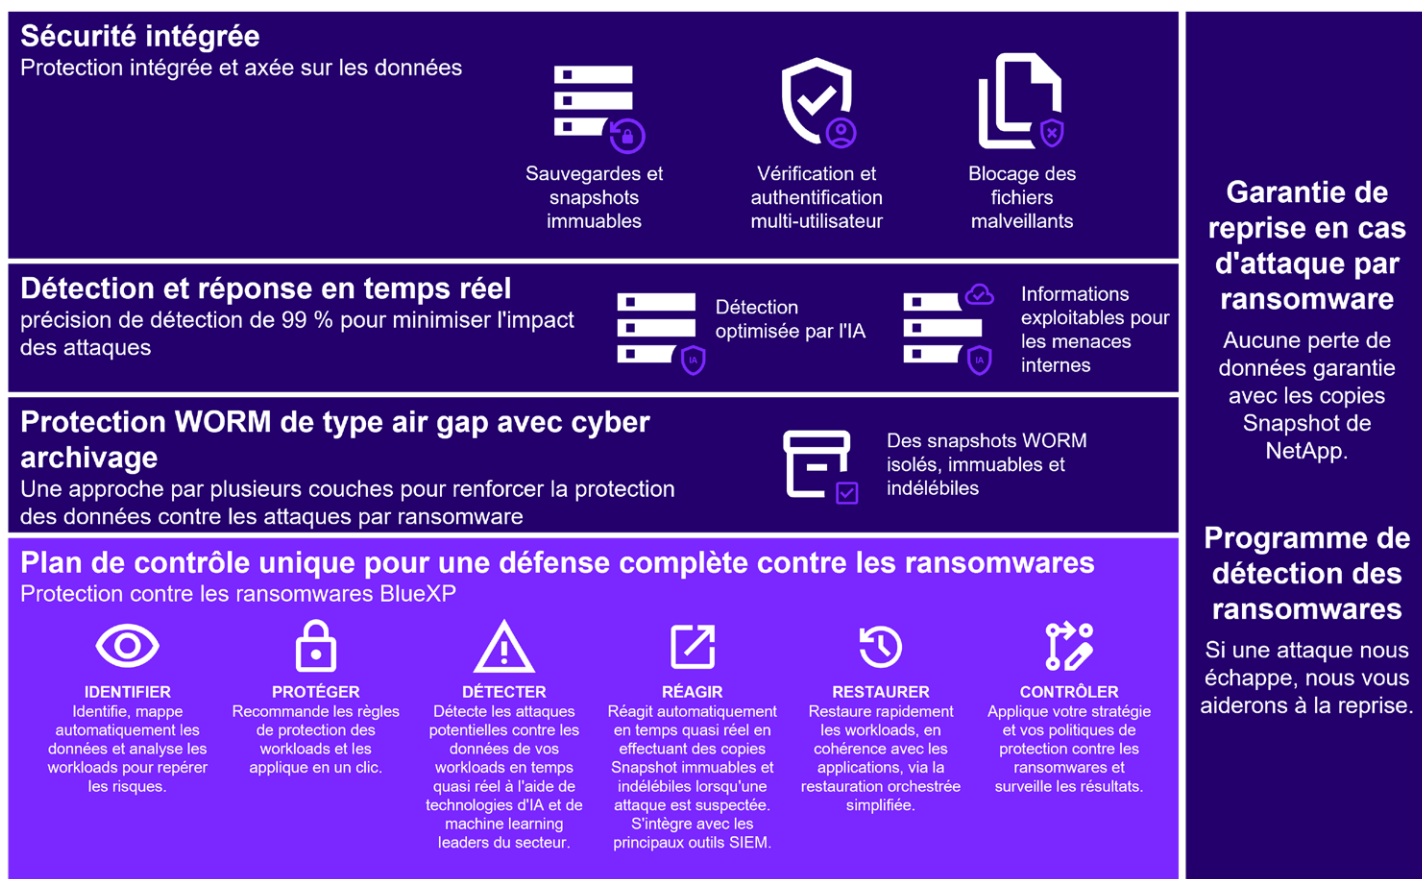 Sécurité intégrée
Protection intégrée et axée sur les données
Sauvegardes et
snapshots
immuables
Vérification et
authentification
multi-utilisateur
Blocage des
fichiers
malveillants
Détection et réponse en temps réel
précision de détection de 99 % pour minimiser l'impact
des attaques
IA
Détection
optimisée par l'IA
IA
Informations
exploitables pour
les menaces
internes
Protection WORM de type air gap avec cyber
archivage
Une approche par plusieurs couches pour renforcer la protection
des données contre les attaques par ransomware
Des snapshots WORM
isolés, immuables et
indélébiles
Plan de contrôle unique pour une défense complète contre les ransomwares
Protection contre les ransomwares BlueXP
IDENTIFIER
Identifie, mappe
automatiquement les
données et analyse les
workloads pour repérer
les risques.
PROTÉGER
Recommande les règles
de protection des
workloads et les
applique en un clic.
DÉTECTER
Détecte les attaques
potentielles contre les
données de vos
workloads en temps
quasi réel à l'aide de
technologies d'IA et de
machine learning
leaders du secteur.
RÉAGIR
Réagit automatiquement
en temps quasi réel en
effectuant des copies
Snapshot immuables et
indélébiles lorsqu'une
attaque est suspectée.
S'intègre avec les
principaux outils SIEM.
RESTAURER
Restaure rapidement
les workloads, en
cohérence avec les
applications, via la
restauration orchestrée
simplifiée.
CONTRÔLER
Applique votre stratégie
et vos politiques de
protection contre les
ransomwares et
surveille les résultats.
Garantie de
reprise en cas
d'attaque par
ransomware
Aucune perte de
données garantie
avec les copies
Snapshot de
NetApp.
Programme de
détection des
ransomwares
Si une attaque nous
échappe, nous vous
aiderons à la reprise.